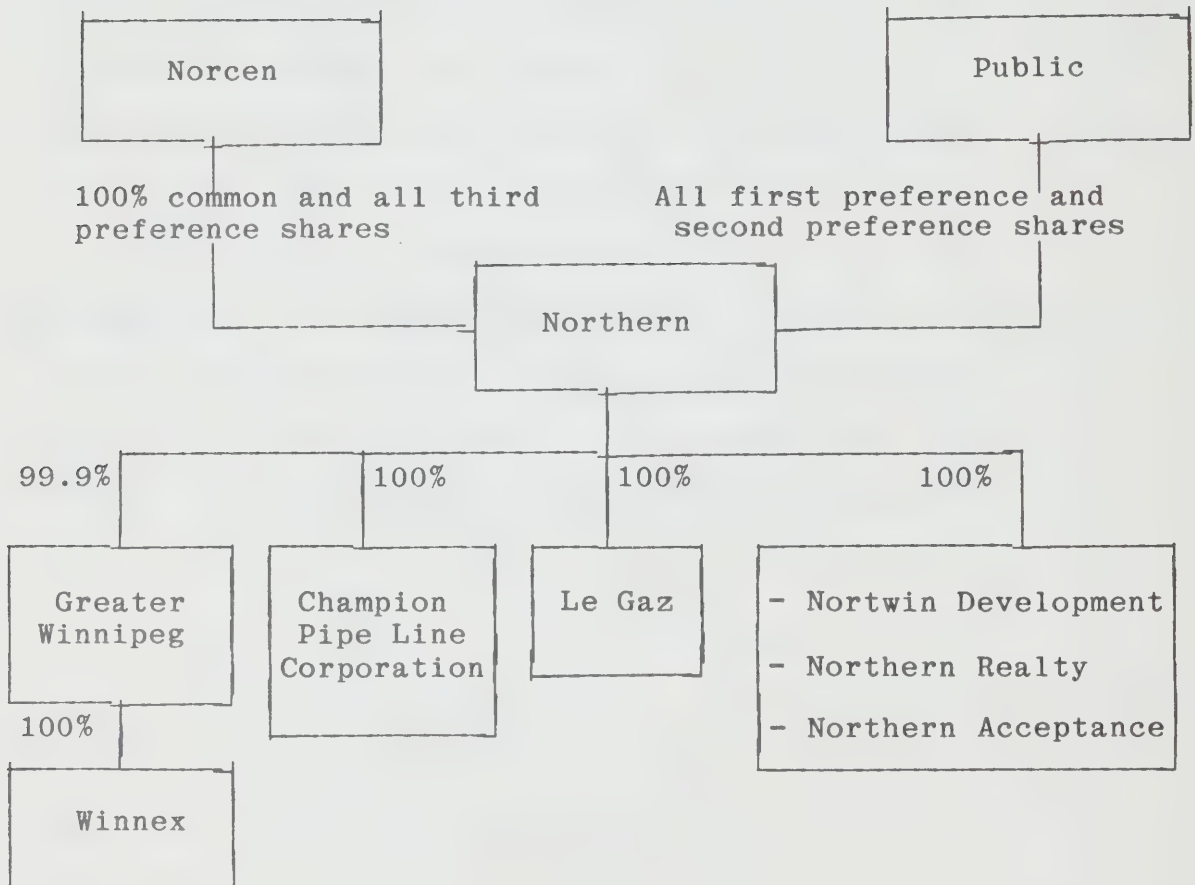 Norcen
Public
100% common and all third
preference shares
All first preference and
second preference shares
Northern
99.9%
100%
100%
100%
Greater
Winnipeg
Champion
Pipe Line
Corporation
Le Gaz
- Nortwin Development
- Northern Realty
- Northern Acceptance
100%
Winnex